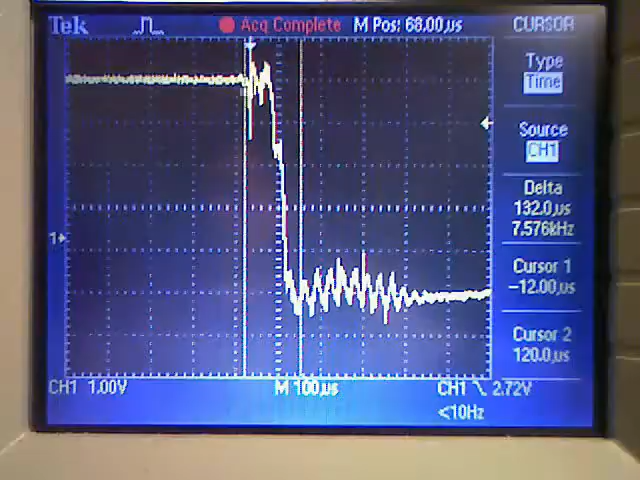 Tek Acq Complete M Pos: 68.00µs CURSOR
Type
Time
Source
CH1
Delta
132.0µs
7.576kHz
Cursor 1
-12.00µs
Cursor 2
120.0µs
1
CH1 1.00V M 100µs CH1 2.72V
<10Hz